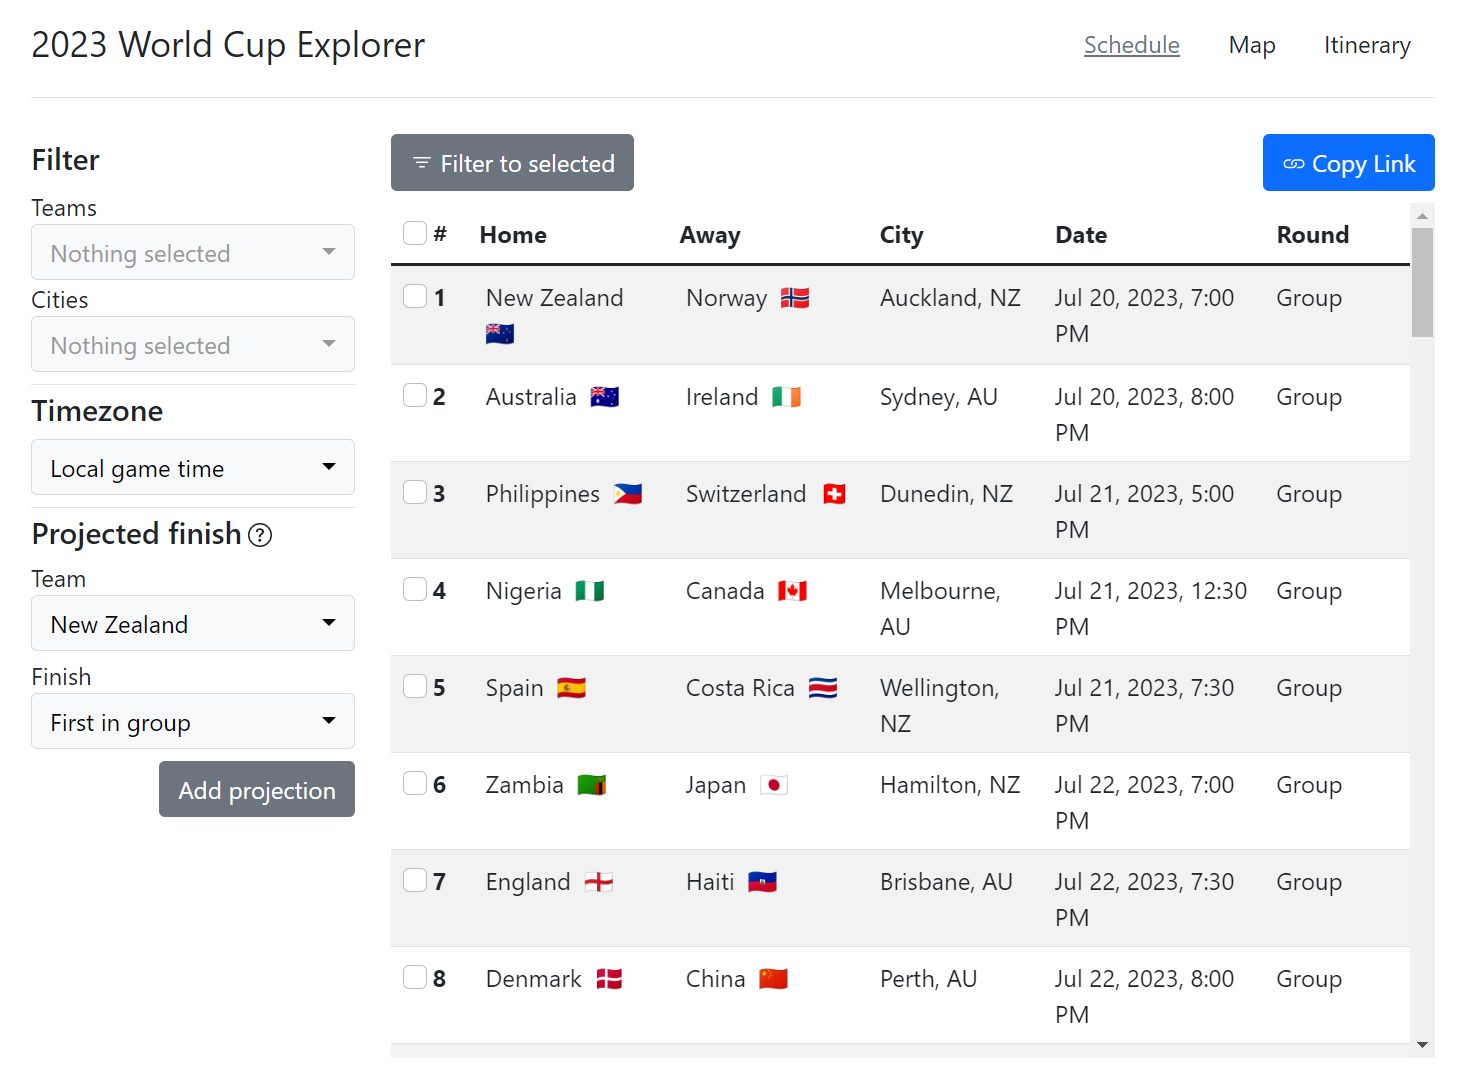 2023 World Cup Explorer
Schedule Map Itinerary
Filter
Teams
Nothing selected
Cities
Nothing selected
Timezone
Local game time
Projected finish ?
Team
New Zealand
Finish
First in group
Add projection
Filter to selected
Copy Link
# Home Away City Date Round
1 New Zealand Norway Auckland, NZ Jul 20, 2023, 7:00 PM Group
2 Australia Ireland Sydney, AU Jul 20, 2023, 8:00 PM Group
3 Philippines Switzerland Dunedin, NZ Jul 21, 2023, 5:00 PM Group
4 Nigeria Canada Melbourne, AU Jul 21, 2023, 12:30 PM Group
5 Spain Costa Rica Wellington, NZ Jul 21, 2023, 7:30 PM Group
6 Zambia Japan Hamilton, NZ Jul 22, 2023, 7:00 PM Group
7 England Haiti Brisbane, AU Jul 22, 2023, 7:30 PM Group
8 Denmark China Perth, AU Jul 22, 2023, 8:00 PM Group